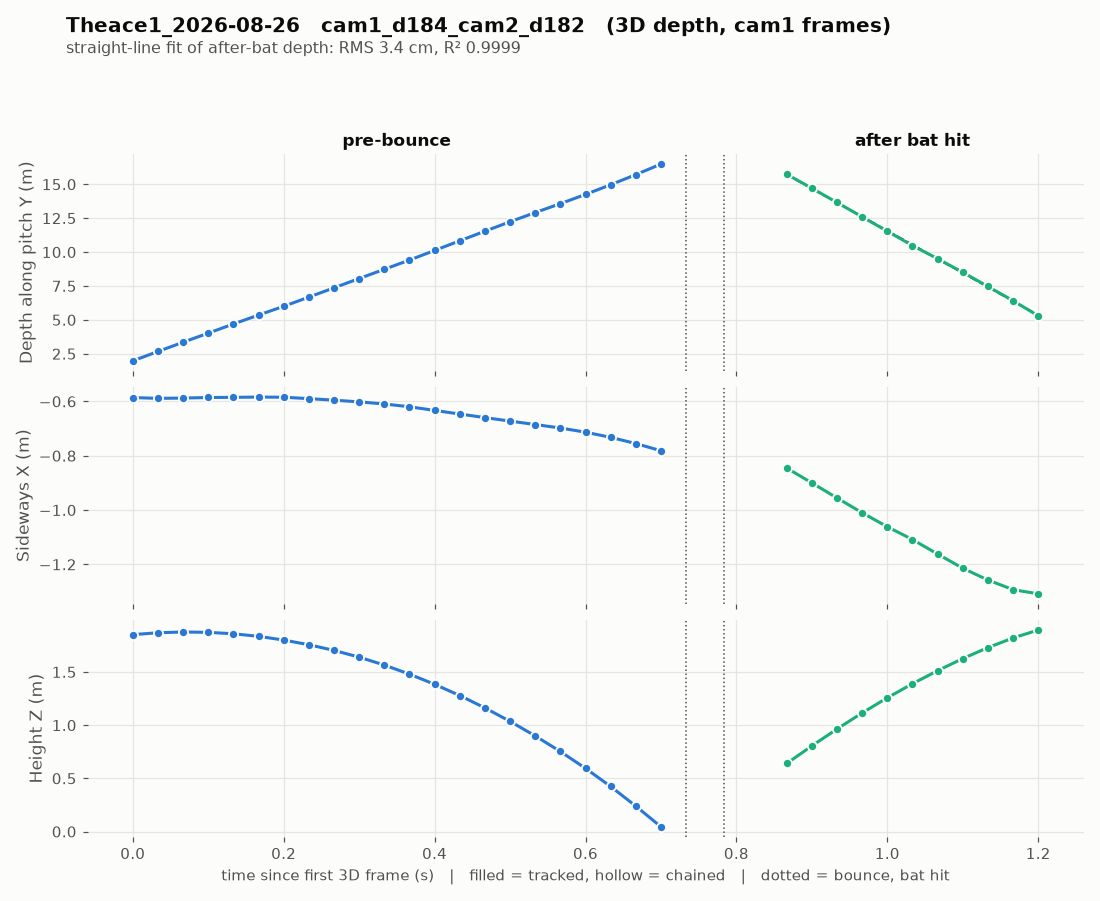 Theace1_2026-08-26   cam1_d184_cam2_d182   (3D depth, cam1 frames)
straight-line fit of after-bat depth: RMS 3.4 cm, R² 0.9999
pre-bounce
after bat hit
Depth along pitch Y (m)
15.0
12.5
10.0
7.5
5.0
2.5
Sideways X (m)
−0.6
−0.8
−1.0
−1.2
Height Z (m)
1.5
1.0
0.5
0.0
0.0 0.2 0.4 0.6 0.8 1.0 1.2
time since first 3D frame (s)   |   filled = tracked, hollow = chained   |   dotted = bounce, bat hit